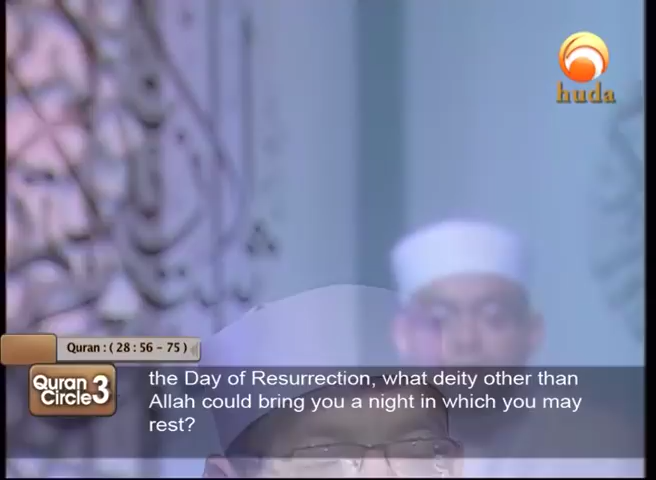 huda
Quran : ( 28 : 56 - 75 )
Quran
Circle 3
the Day of Resurrection, what deity other than
Allah could bring you a night in which you may
rest?